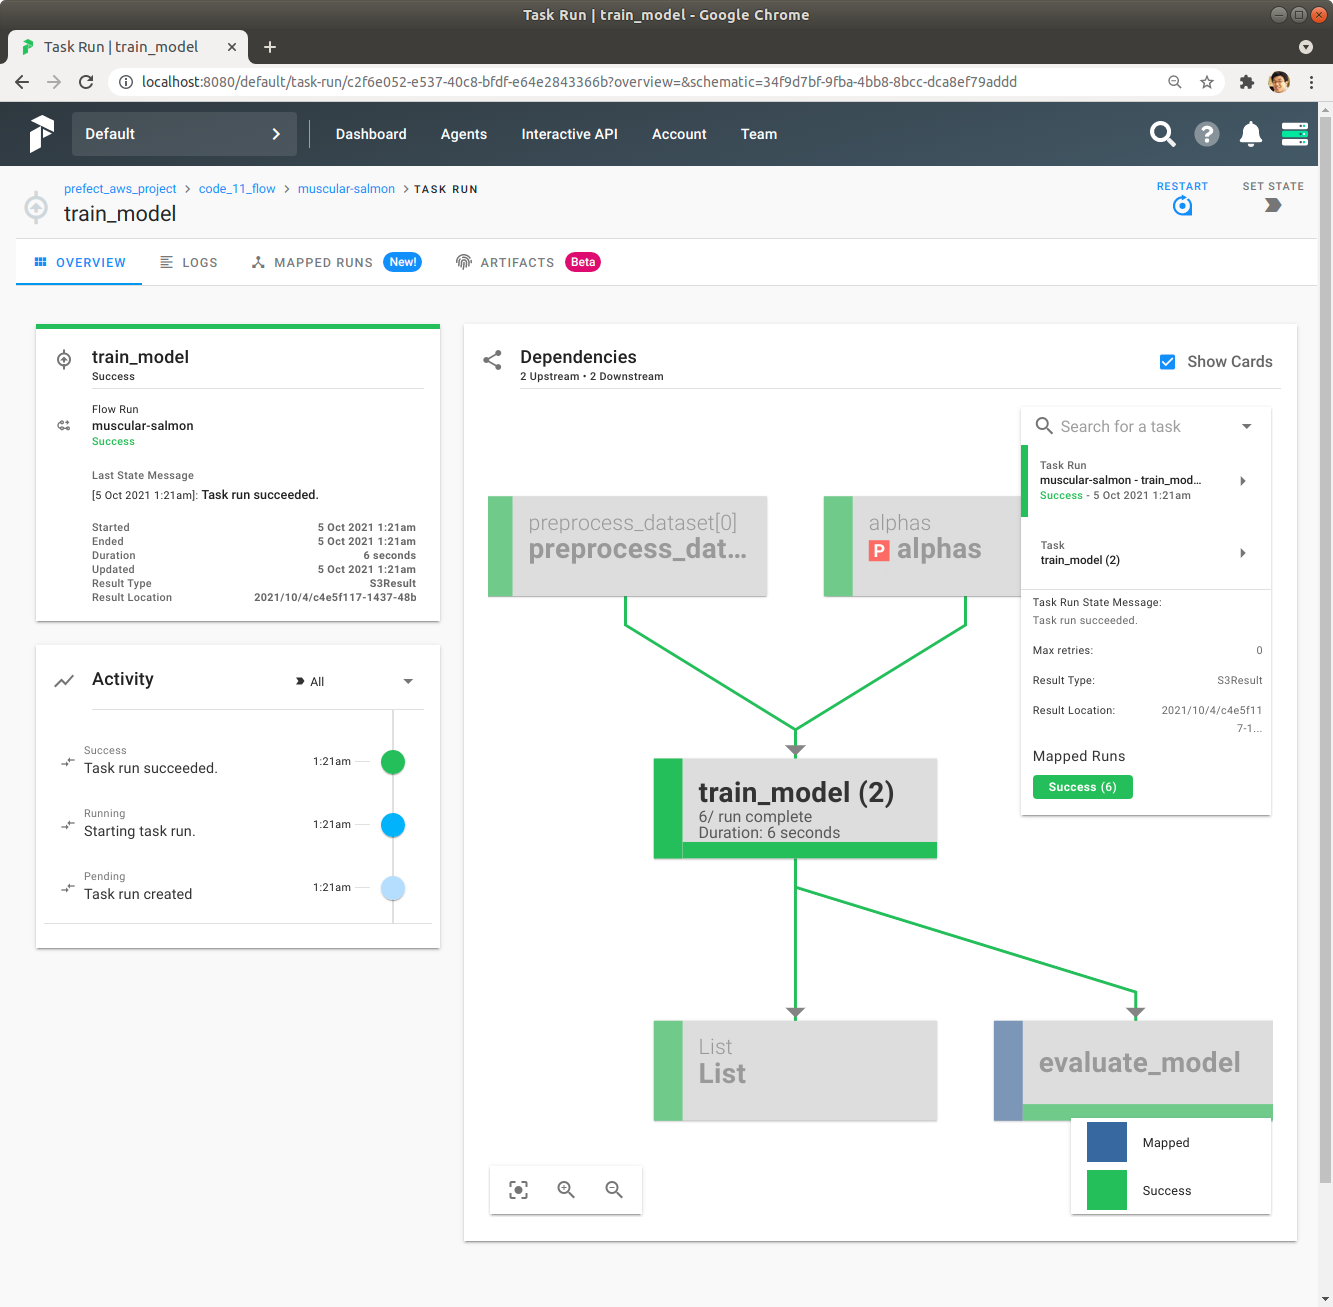 Task Run | train_model - Google Chrome
Task Run | train_model
localhost:8080/default/task-run/c2f6e052-e537-40c8-bfdf-e64e2843366b?overview=&schematic=34f9d7bf-9fba-4bb8-8bcc-dca8ef79addd
Default
Dashboard
Agents
Interactive API
Account
Team
prefect_aws_project > code_11_flow > muscular-salmon > TASK RUN
train_model
RESTART
SET STATE
OVERVIEW
LOGS
MAPPED RUNS
New!
ARTIFACTS
Beta
train_model
Success
Flow Run
muscular-salmon
Success
Last State Message
[5 Oct 2021 1:21am]: Task run succeeded.
Started 5 Oct 2021 1:21am
Ended 5 Oct 2021 1:21am
Duration 6 seconds
Updated 5 Oct 2021 1:21am
Result Type S3Result
Result Location 2021/10/4/c4e5f117-1437-48b
Activity
All
Success
Task run succeeded.
1:21am
Running
Starting task run.
1:21am
Pending
Task run created
1:21am
Dependencies
2 Upstream • 2 Downstream
Show Cards
Search for a task
Task Run
muscular-salmon - train_mod...
Success - 5 Oct 2021 1:21am
Task
train_model (2)
Task Run State Message:
Task run succeeded.
Max retries: 0
Result Type: S3Result
Result Location: 2021/10/4/c4e5f11
7-1...
Mapped Runs
Success (6)
preprocess_dataset[0]
preprocess_dat...
alphas
P alphas
train_model (2)
6/ run complete
Duration: 6 seconds
List
List
evaluate_model
Mapped
Success